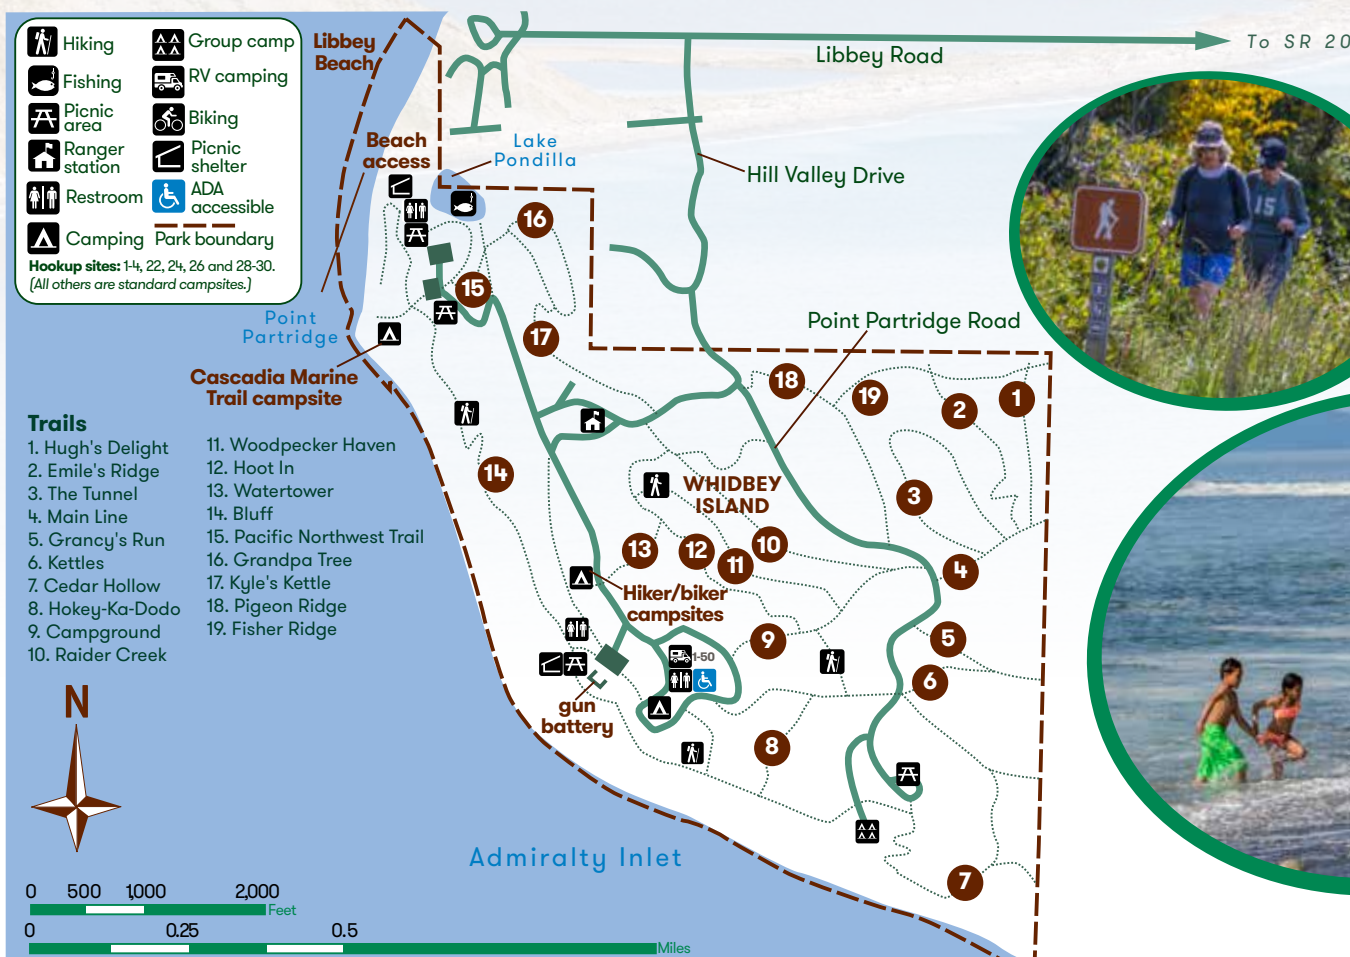 Hiking
Group camp
Fishing
RV camping
Picnic
area
Biking
Ranger
station
Picnic
shelter
Restroom
ADA
accessible
Camping
Park boundary
Hookup sites: 1-4, 22, 24, 26 and 28-30.
(All others are standard campsites.)
Libbey
Beach
Libbey Road
To SR 20
Beach
access
Lake
Pondilla
Hill Valley Drive
15
16
15
Point
Partridge
17
Point Partridge Road
Cascadia Marine
Trail campsite
18
19
2
1
Trails
1. Hugh's Delight
2. Emile's Ridge
3. The Tunnel
4. Main Line
5. Grancy's Run
6. Kettles
7. Cedar Hollow
8. Hokey-Ka-Dodo
9. Campground
10. Raider Creek
11. Woodpecker Haven
12. Hoot In
13. Watertower
14. Bluff
15. Pacific Northwest Trail
16. Grandpa Tree
17. Kyle's Kettle
18. Pigeon Ridge
19. Fisher Ridge
14
WHIDBEY
ISLAND
3
13
12
11
10
4
Hiker/biker
campsites
9
5
1-50
6
gun
battery
8
7
N
Admiralty Inlet
0 500 1,000 2,000
Feet
0 0.25 0.5
Miles